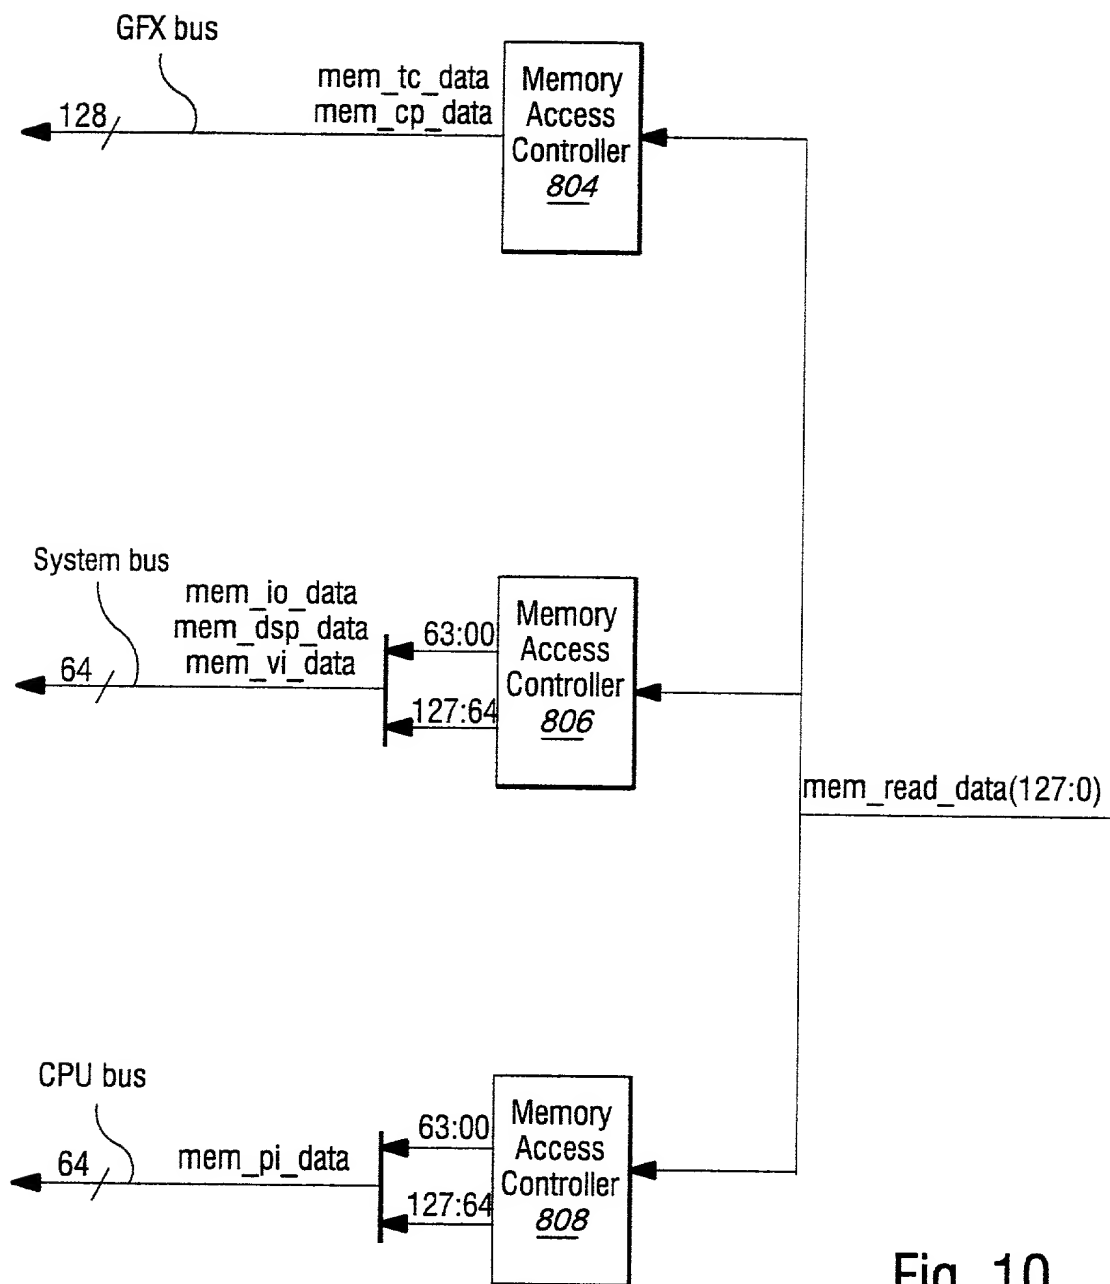 GFX bus
128
mem_tc_data
mem_cp_data
Memory
Access
Controller
804
System bus
64
mem_io_data
mem_dsp_data
mem_vi_data
63:00
127:64
Memory
Access
Controller
806
mem_read_data(127:0)
CPU bus
64
mem_pi_data
63:00
127:64
Memory
Access
Controller
808
Fig. 10